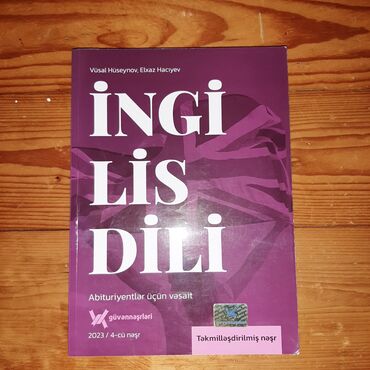 Vüsal Hüseynov, Elxaz Hacıyev
İNGİ
LİS
DİLİ
Abituriyentlər üçün vəsait
güvənnəşrləri
2023 / 4-cü nəşr
Təkmilləşdirilmiş nəşr